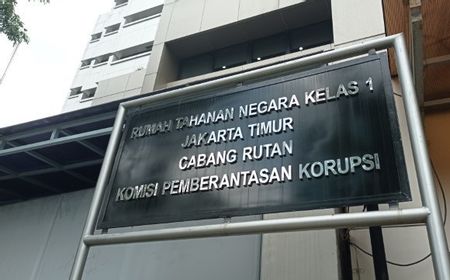 RUMAH TAHANAN NEGARA KELAS 1
JAKARTA TIMUR
CABANG RUTAN
KOMISI PEMBERANTASAN KORUPSI